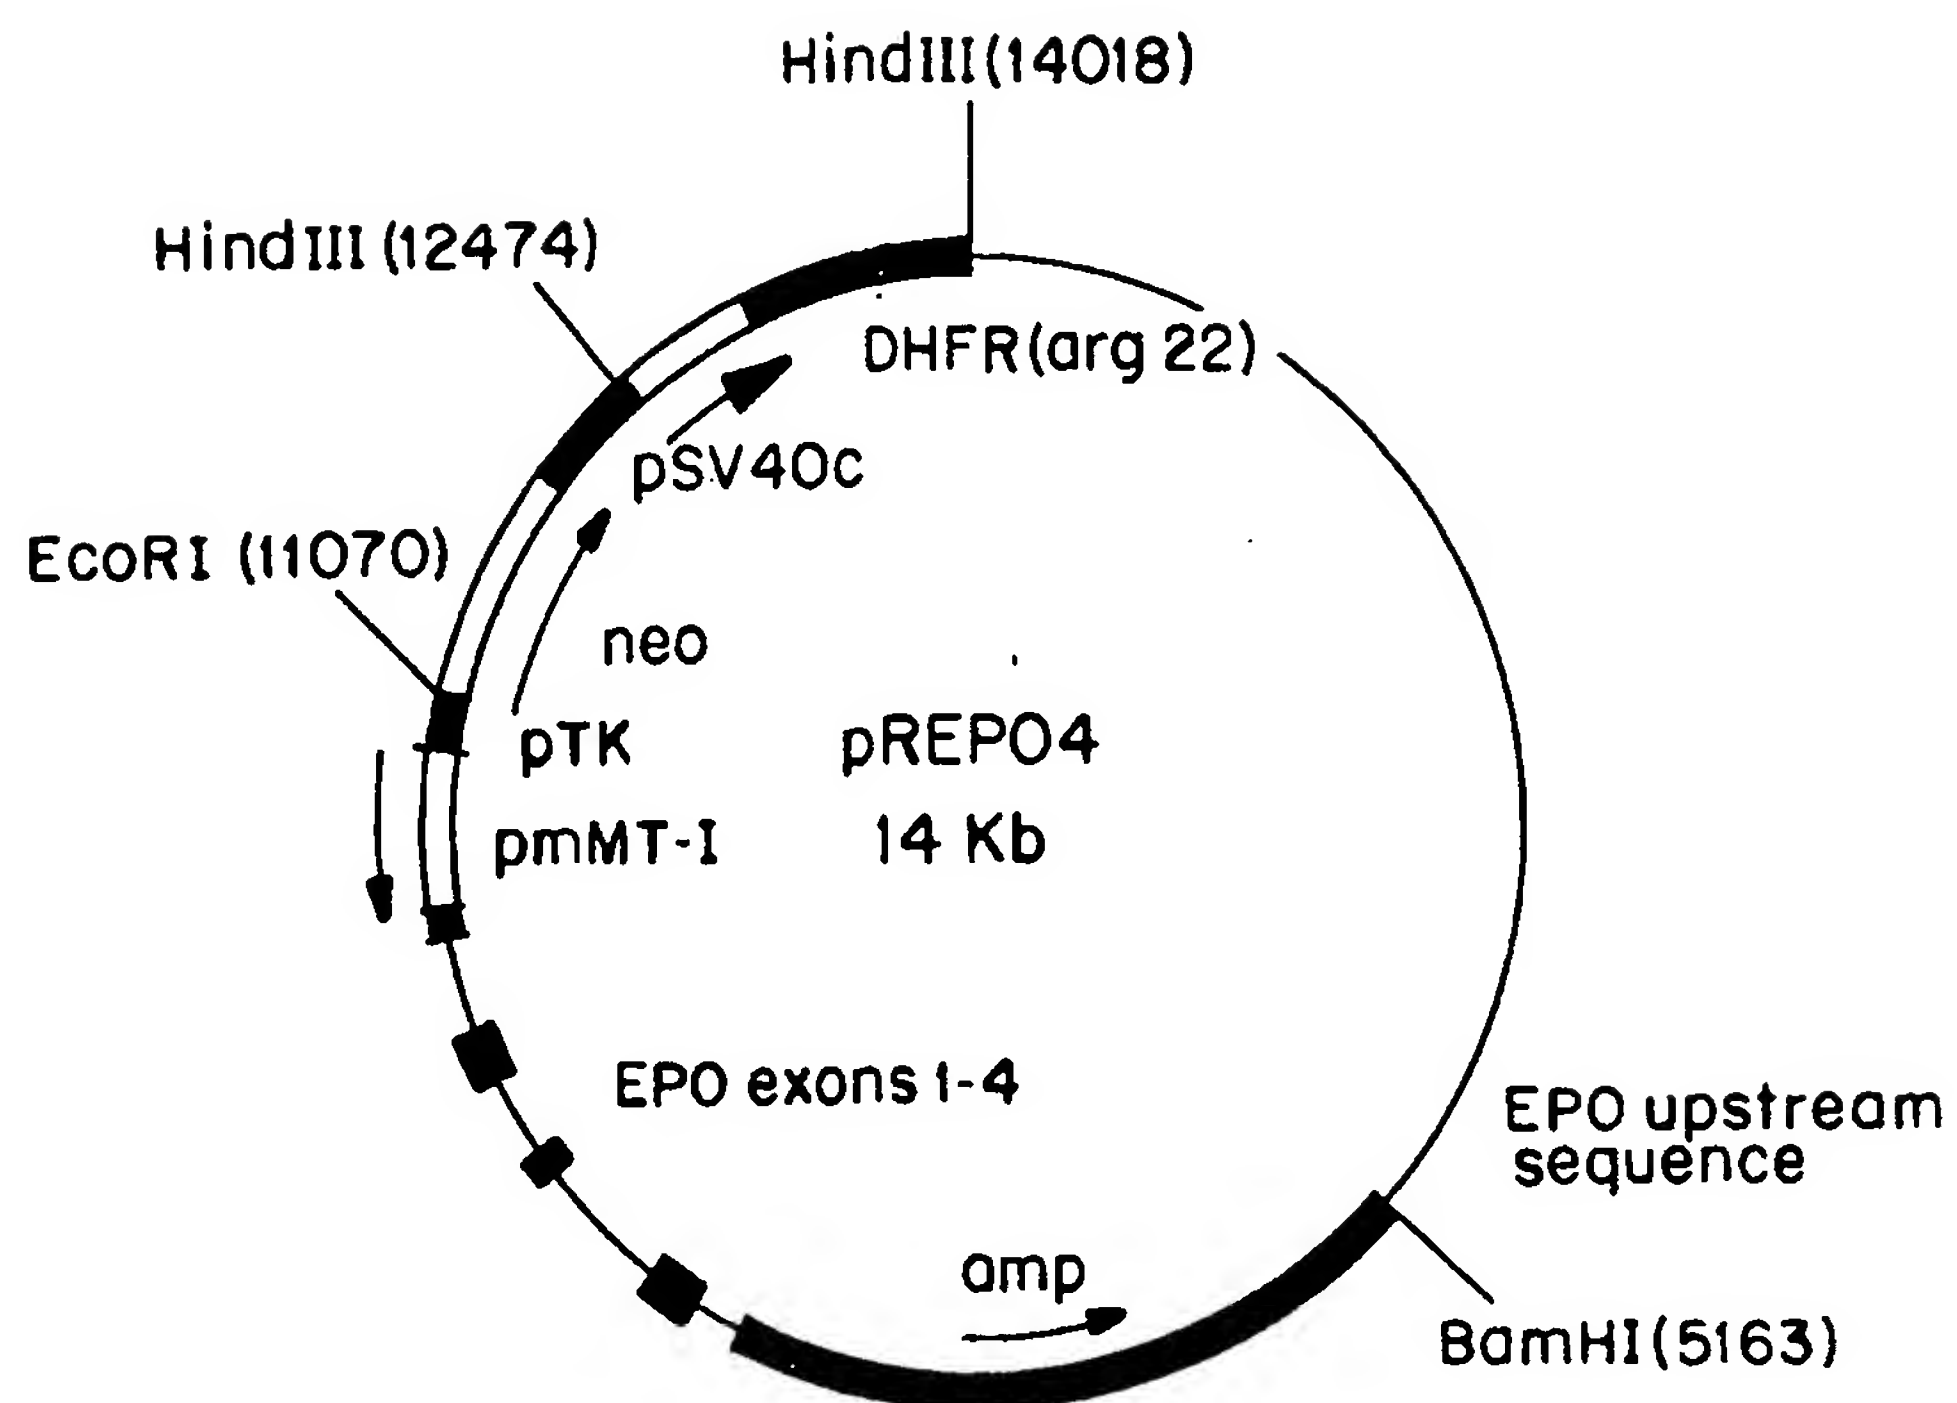 HindIII(14018)
HindIII(12474)
DHFR(arg 22)
pSV40c
EcoRI (11070)
neo
pTK
pREPO4
pmMT-I
14 Kb
EPO exons 1-4
EPO upstream
sequence
amp
BamHI(5163)